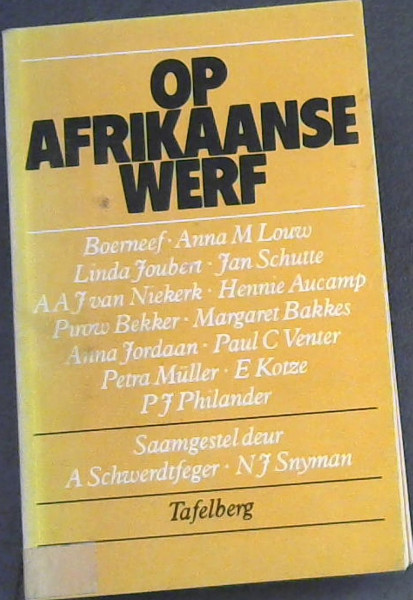 OP
AFRIKAANSE
WERF
Boerneef · Anna M Louw
Linda Joubert · Jan Schutte
A A J van Niekerk · Hennie Aucamp
Pirow Bekker · Margaret Bakkes
Anna Jordaan · Paul C Venter
Petra Müller · E Kotze
P J Philander
Saamgestel deur
A Schwerdtfeger · N J Snyman
Tafelberg